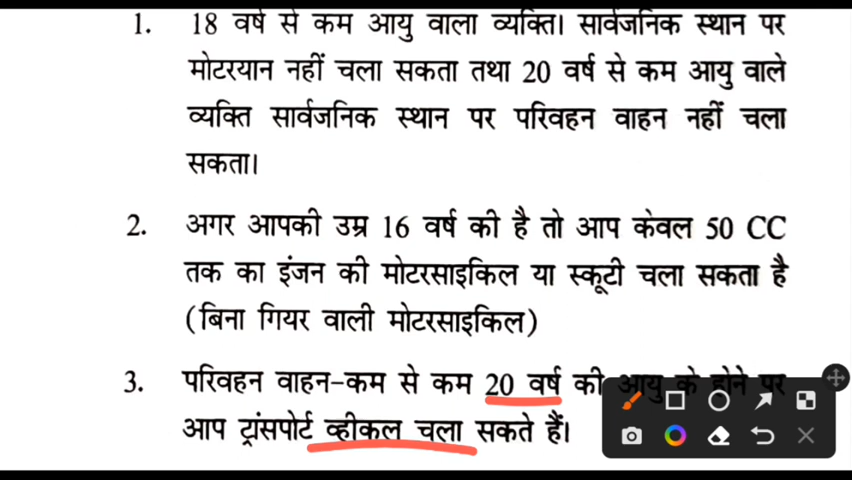 1. 18 वर्ष से कम आयु वाला व्यक्ति। सार्वजनिक स्थान पर
मोटरयान नहीं चला सकता तथा 20 वर्ष से कम आयु वाले
व्यक्ति सार्वजनिक स्थान पर परिवहन वाहन नहीं चला
सकता।
2. अगर आपकी उम्र 16 वर्ष की है तो आप केवल 50 CC
तक का इंजन की मोटरसाइकिल या स्कूटी चला सकता है
(बिना गियर वाली मोटरसाइकिल)
3. परिवहन वाहन-कम से कम 20 वर्ष की आयु के होने पर
आप ट्रांसपोर्ट व्हीकल चला सकते हैं।